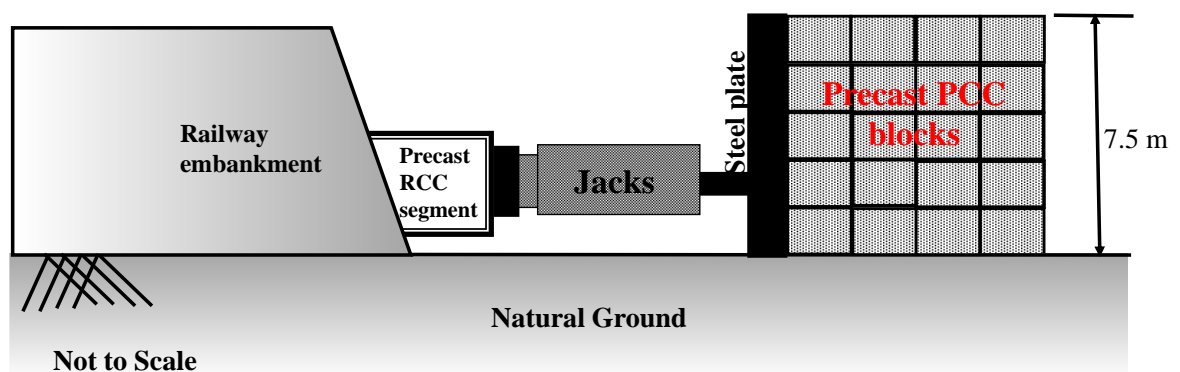 Railway
embankment
Precast
RCC
segment
Jacks
Steel plate
Precast PCC
blocks
7.5 m
Natural Ground
Not to Scale